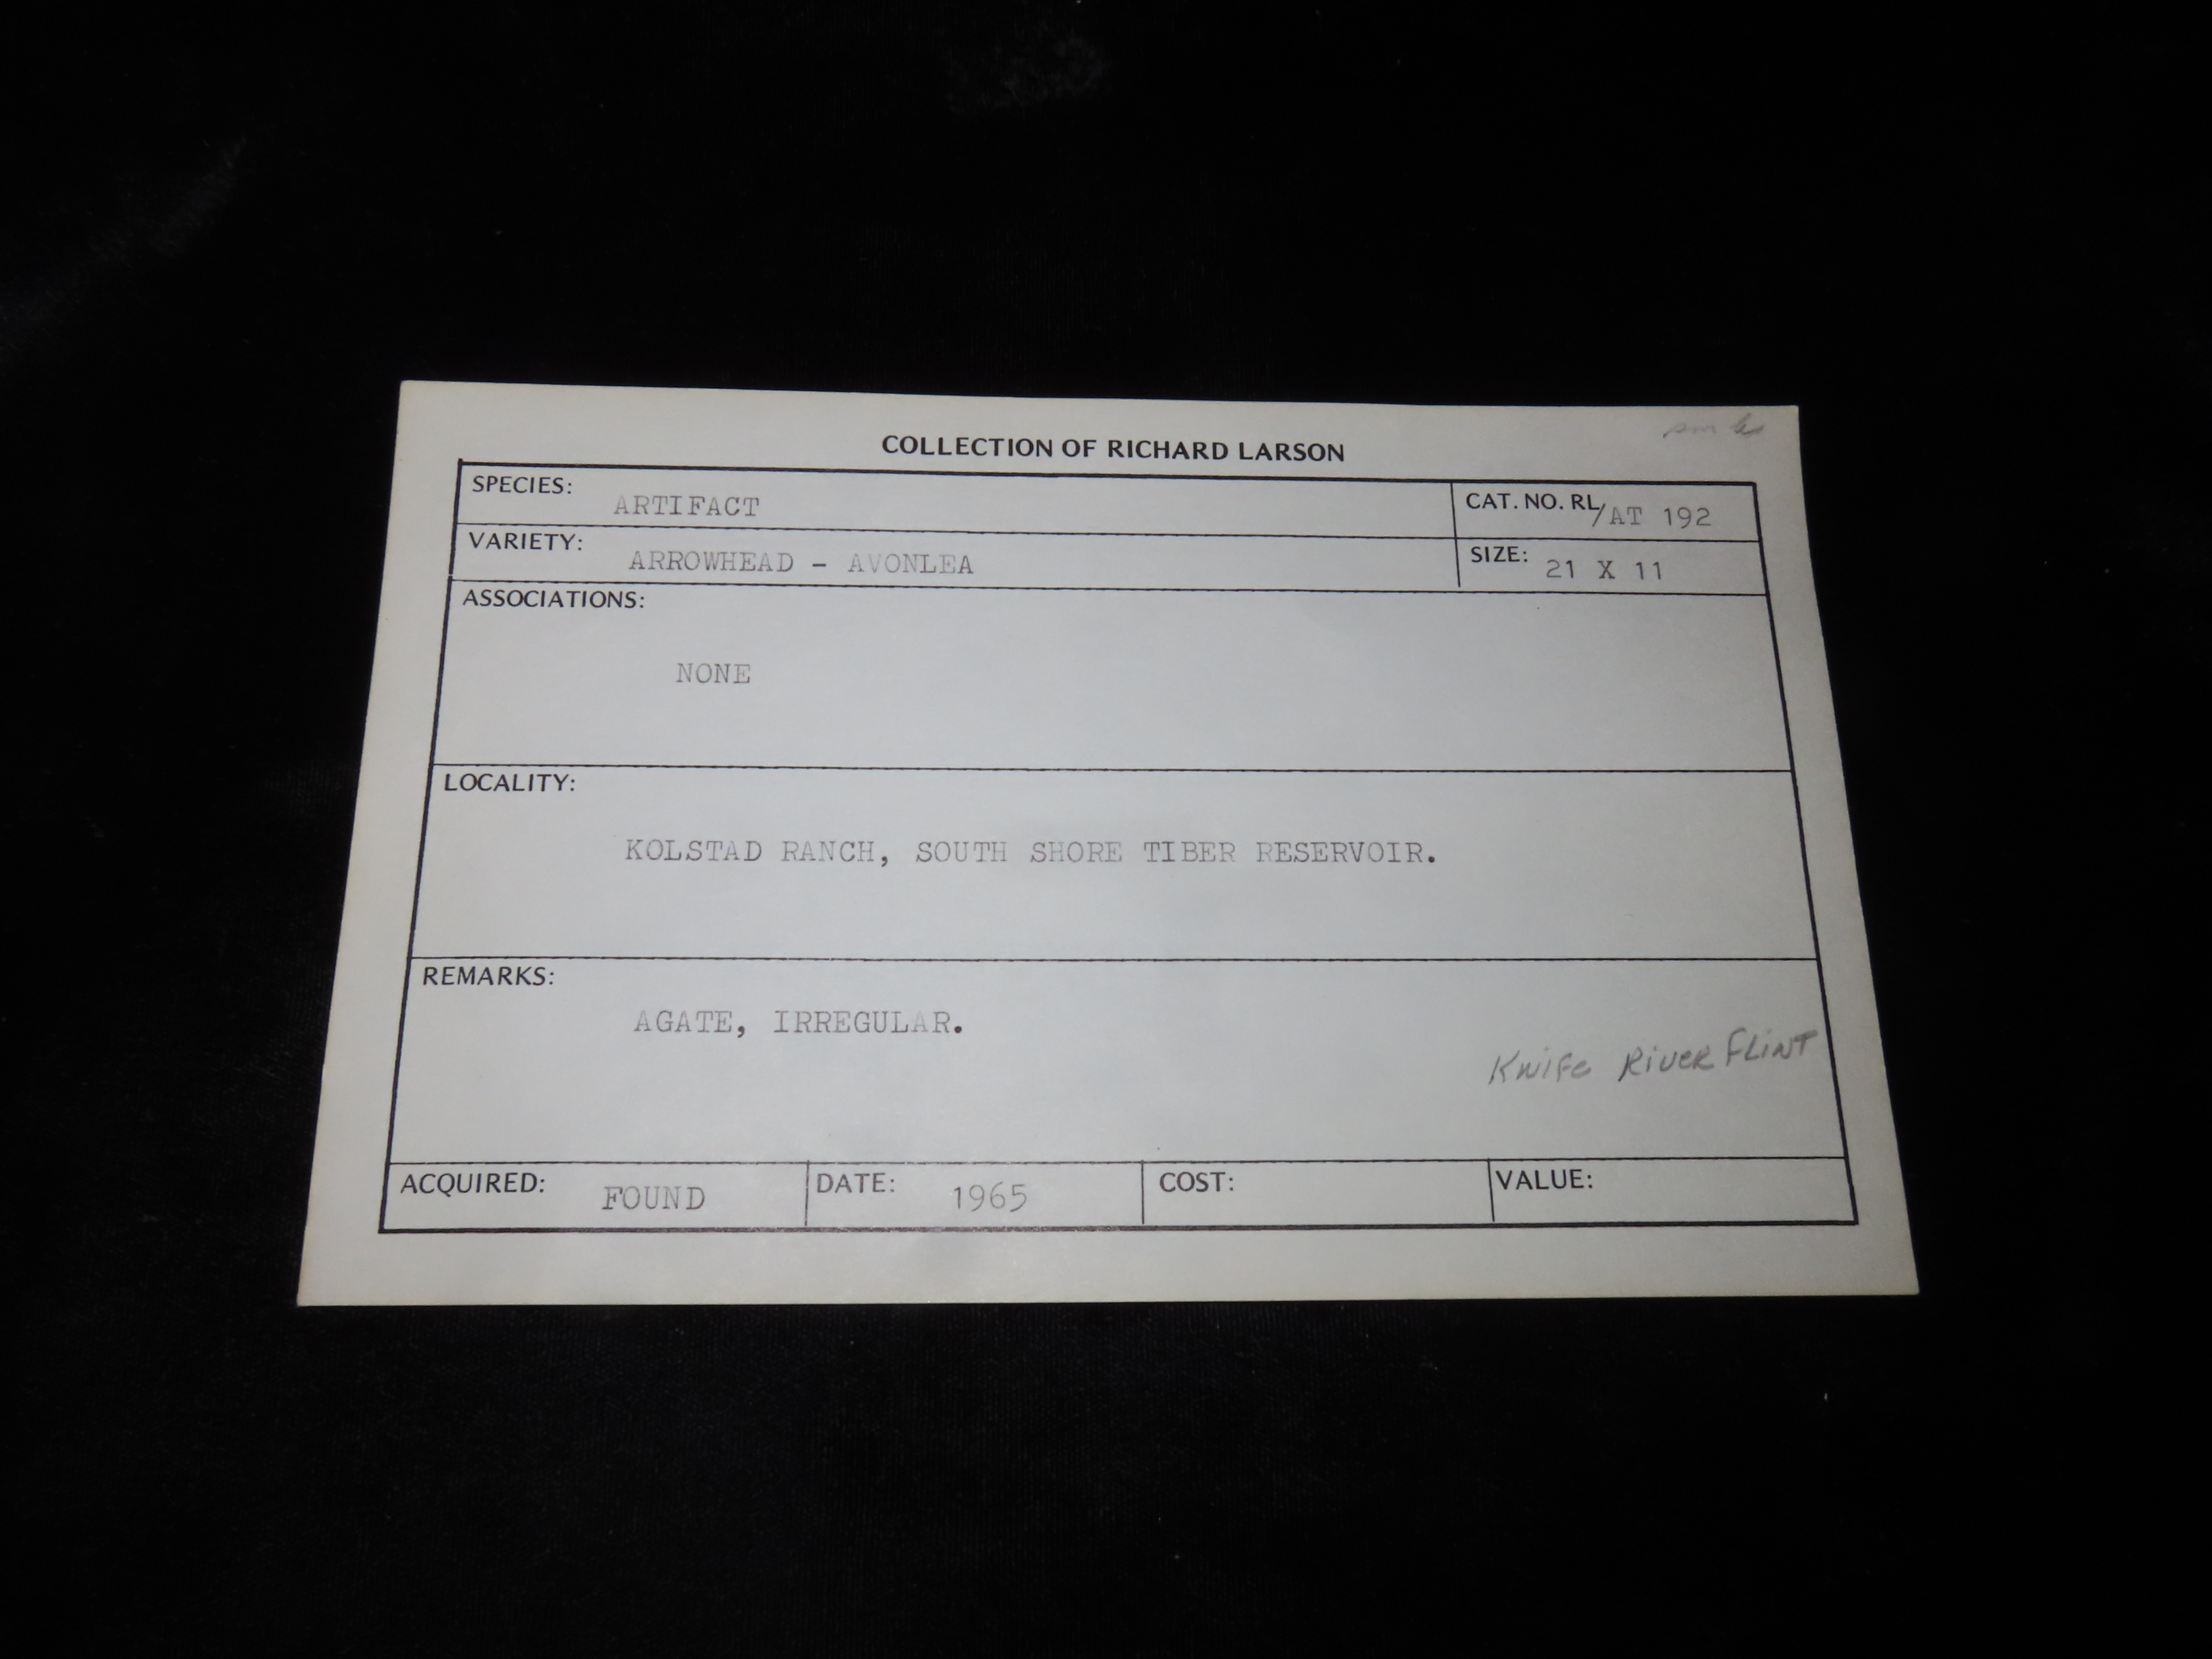 COLLECTION OF RICHARD LARSON
SPECIES: ARTIFACT
CAT. NO. RL/AT 192
VARIETY: ARROWHEAD - AVONLEA
SIZE: 21 X 11
ASSOCIATIONS:
NONE
LOCALITY:
KOLSTAD RANCH, SOUTH SHORE TIBER RESERVOIR.
REMARKS:
AGATE, IRREGULAR.
Knife River Flint
ACQUIRED: FOUND
DATE: 1965
COST:
VALUE: